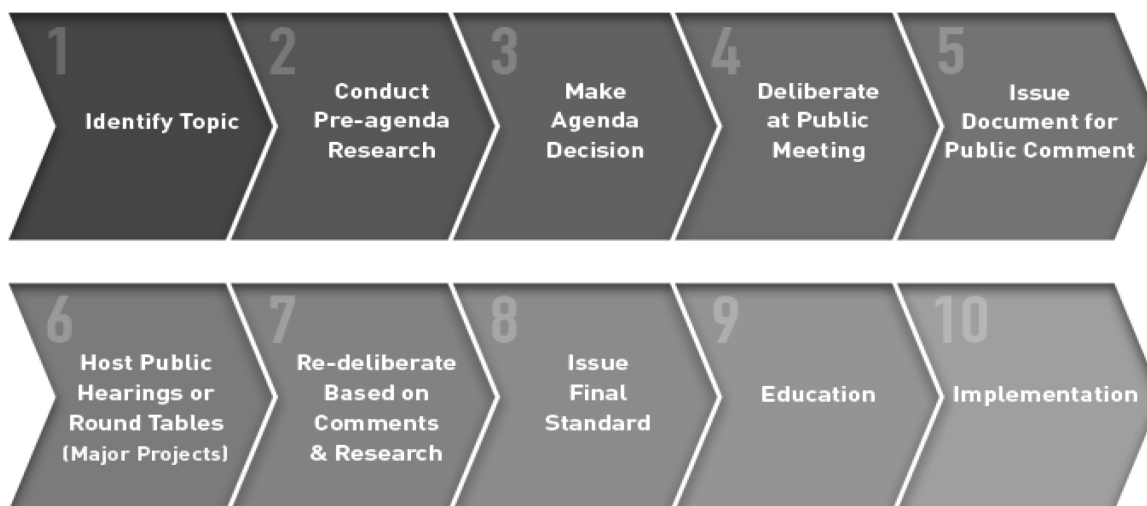 1
Identify Topic
2
Conduct
Pre-agenda
Research
3
Make
Agenda
Decision
4
Deliberate
at Public
Meeting
5
Issue
Document for
Public Comment
6
Host Public
Hearings or
Round Tables
(Major Projects)
7
Re-deliberate
Based on
Comments
& Research
8
Issue
Final
Standard
9
Education
10
Implementation